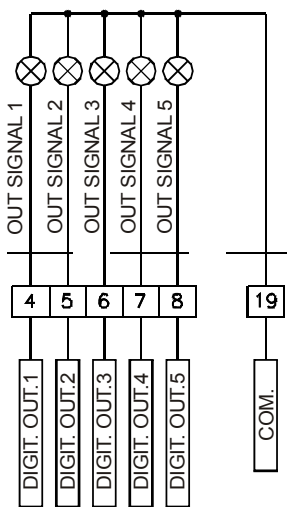 OUT SIGNAL 1
OUT SIGNAL 2
OUT SIGNAL 3
OUT SIGNAL 4
OUT SIGNAL 5
4 5 6 7 8 19
DIGIT. OUT.1
DIGIT. OUT.2
DIGIT. OUT.3
DIGIT. OUT.4
DIGIT. OUT.5
COM.